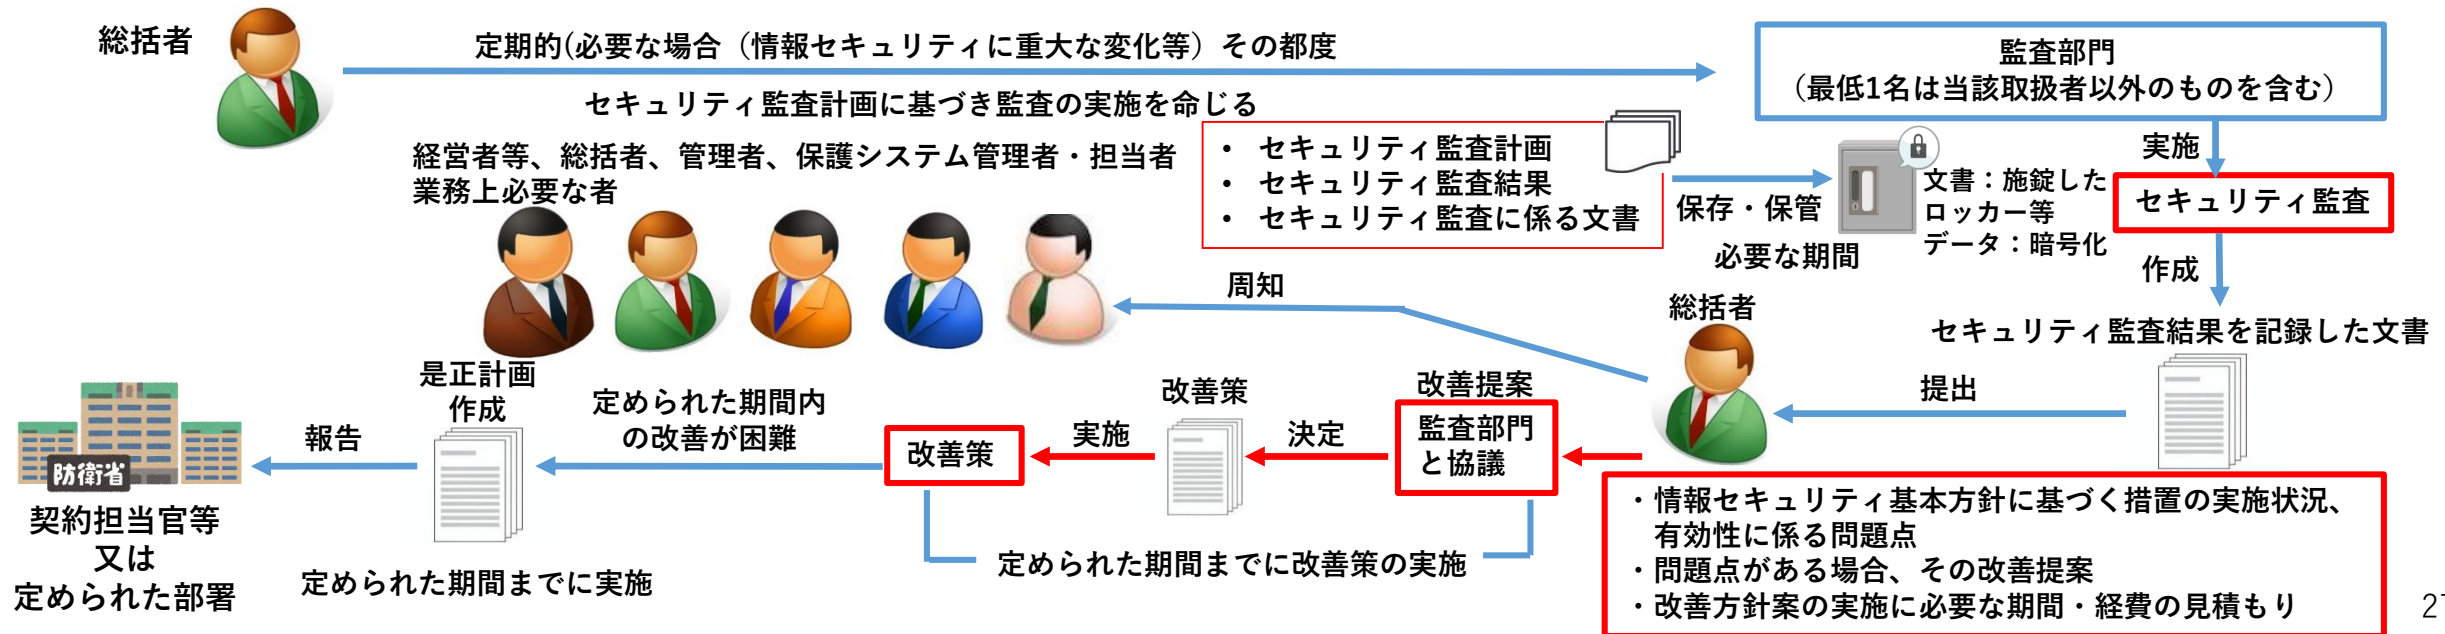 総括者
定期的(必要な場合（情報セキュリティに重大な変化等）その都度
セキュリティ監査計画に基づき監査の実施を命じる
監査部門
（最低1名は当該取扱者以外のものを含む）
実施
セキュリティ監査
作成
セキュリティ監査結果を記録した文書
・ セキュリティ監査計画
・ セキュリティ監査結果
・ セキュリティ監査に係る文書
保存・保管
必要な期間
文書：施錠した
ロッカー等
データ：暗号化
経営者等、総括者、管理者、保護システム管理者・担当者
業務上必要な者
周知
総括者
提出
・情報セキュリティ基本方針に基づく措置の実施状況、
有効性に係る問題点
・問題点がある場合、その改善提案
・改善方針案の実施に必要な期間・経費の見積もり
改善提案
監査部門
と協議
決定
改善策
実施
改善策
定められた期間までに改善策の実施
定められた期間内
の改善が困難
是正計画
作成
定められた期間までに実施
報告
防衛省
契約担当官等
又は
定められた部署